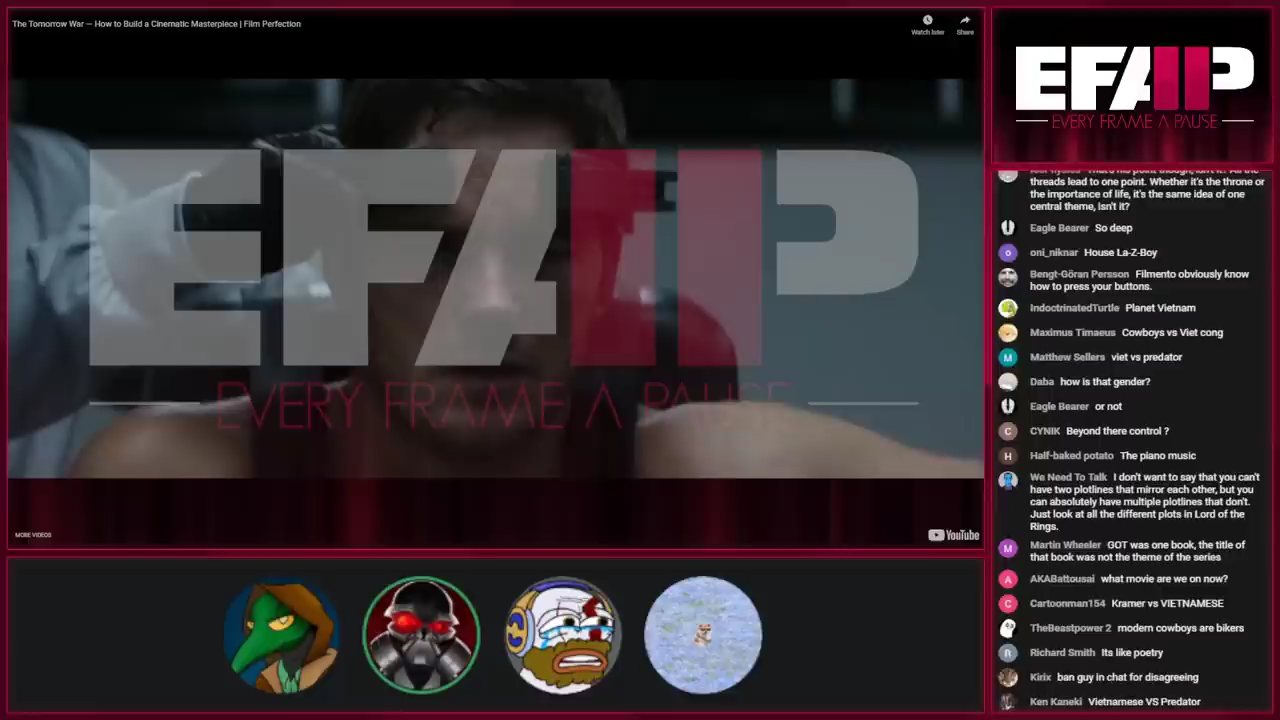 The Tomorrow War — How to Build a Cinematic Masterpiece | Film Perfection
Watch later
Share
EFAP
EVERY FRAME A PAUSE
MORE VIDEOS
YouTube
EFAP
EVERY FRAME A PAUSE
threads lead to one point. Whether it's the throne or
the importance of life, it's the same idea of one
central theme, isn't it?
Eagle Bearer So deep
oni_niknar House La-Z-Boy
Bengt-Göran Persson Filmento obviously know
how to press your buttons.
IndoctrinatedTurtle Planet Vietnam
Maximus Timaeus Cowboys vs Viet cong
Matthew Sellers viet vs predator
Daba how is that gender?
Eagle Bearer or not
CYNIK Beyond there control ?
Half-baked potato The piano music
We Need To Talk I don't want to say that you can't
have two plotlines that mirror each other, but you
can absolutely have multiple plotlines that don't.
Just look at all the different plots in Lord of the
Rings.
Martin Wheeler GOT was one book, the title of
that book was not the theme of the series
AKABattousai what movie are we on now?
Cartoonman154 Kramer vs VIETNAMESE
TheBeastpower 2 modern cowboys are bikers
Richard Smith Its like poetry
Kirix ban guy in chat for disagreeing
Ken Kaneki Vietnamese VS Predator